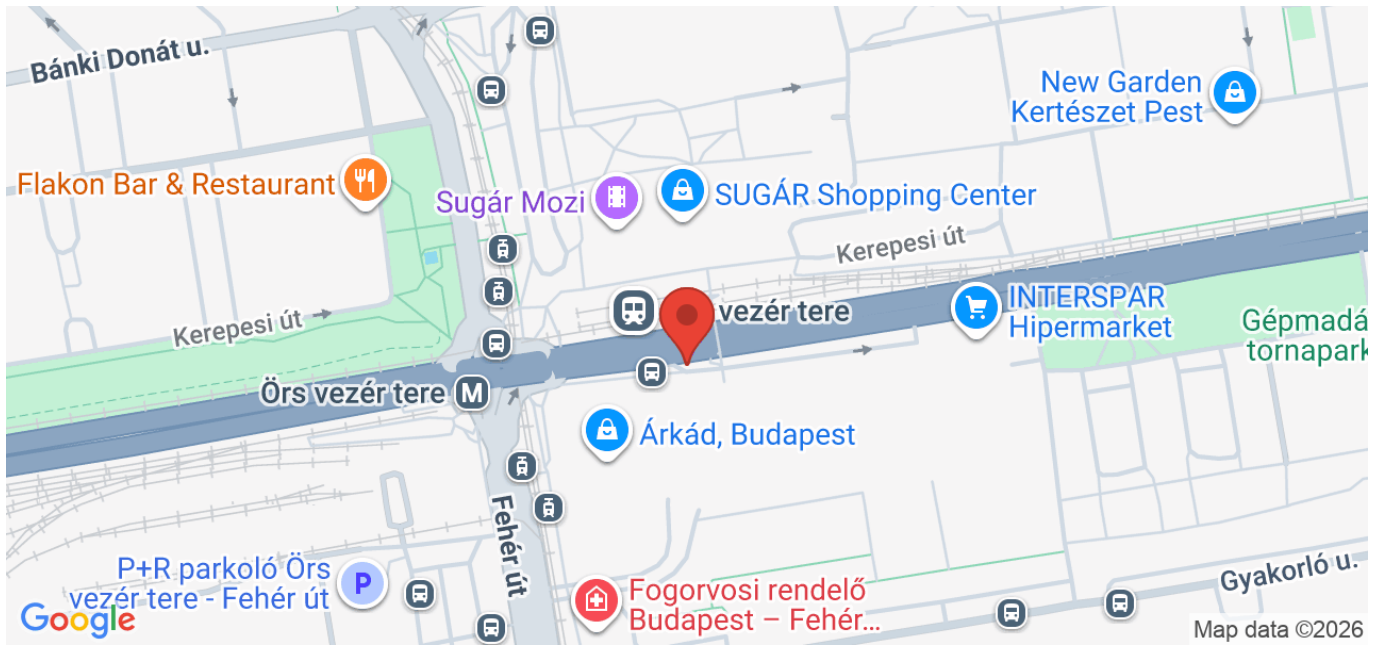 Bánki Donát u.
New Garden
Kertészet Pest
Flakon Bar & Restaurant
Sugár Mozi
SUGÁR Shopping Center
Kerepesi út
INTERSPAR
Hipermarket
vezér tere
Kerepesi út
Gépmadá
tornapark
Örs vezér tere
M
Árkád, Budapest
Fehér út
P+R parkoló Örs
vezér tere - Fehér út
P
Gyakorló u.
Fogorvosi rendelő
Budapest – Fehér...
Google
Map data ©2026